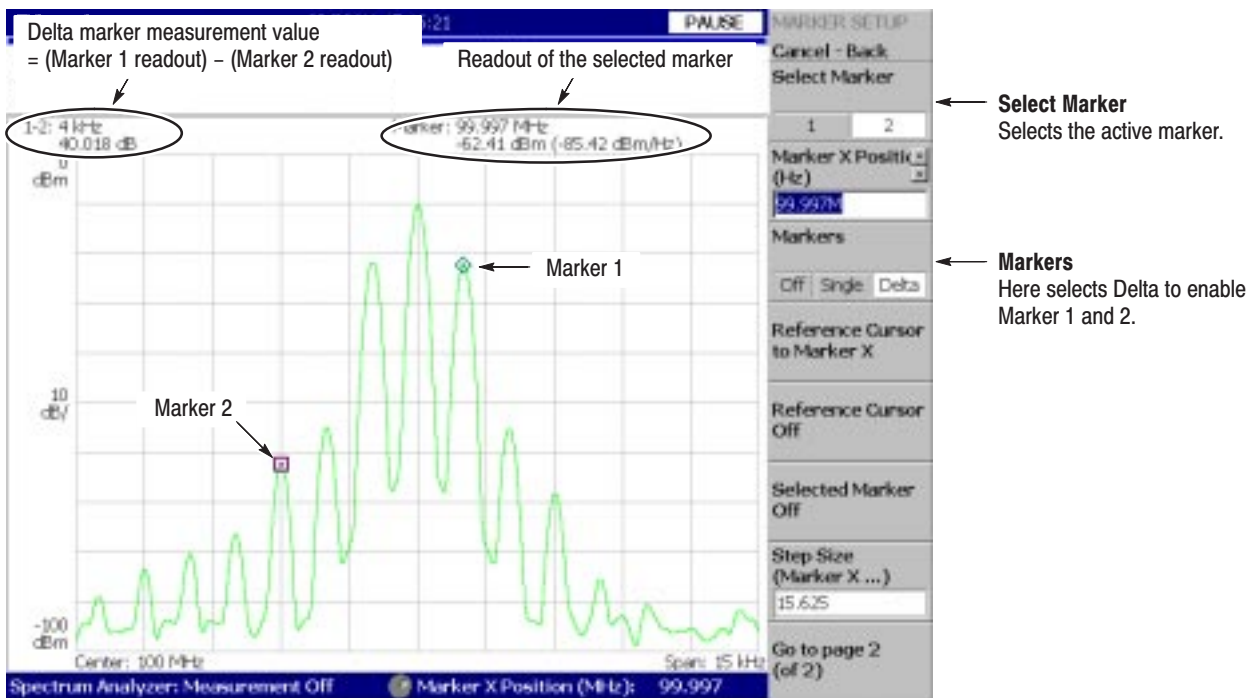 Delta marker measurement value
= (Marker 1 readout) – (Marker 2 readout)
:21
PAUSE
Readout of the selected marker
MARKER SETUP
Cancel - Back
Select Marker
1 2
Select Marker
Selects the active marker.
1-2: 4 kHz
40.018 dB
Marker: 99.997 MHz
-62.41 dBm (-85.42 dBm/Hz)
0
dBm
Marker X Position
(Hz)
99.997M
Markers
Off Single Delta
Markers
Here selects Delta to enable
Marker 1 and 2.
Marker 1
Marker 2
10
dB/
Reference Cursor
to Marker X
Reference Cursor
Off
Selected Marker
Off
Step Size
(Marker X ...)
15.625
Go to page 2
(of 2)
-100
dBm
Center: 100 MHz
Span: 15 kHz
Spectrum Analyzer: Measurement Off
Marker X Position (MHz): 99.997